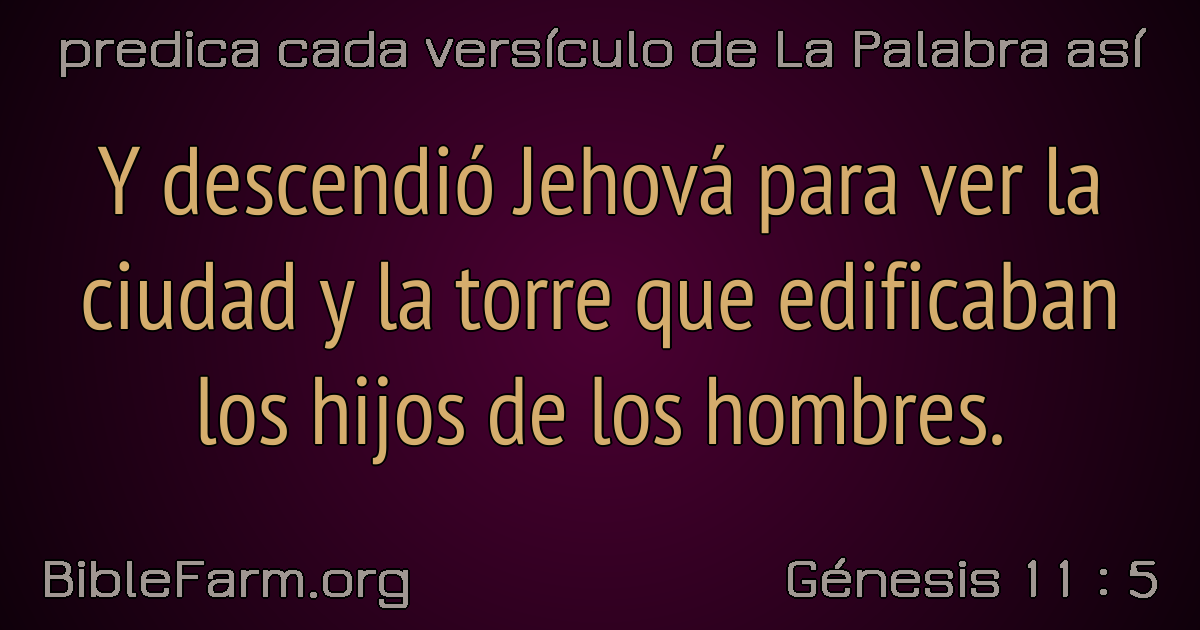 predica cada versículo de La Palabra así
Y descendió Jehová para ver la
ciudad y la torre que edificaban
los hijos de los hombres.
BibleFarm.org
Génesis 11 : 5